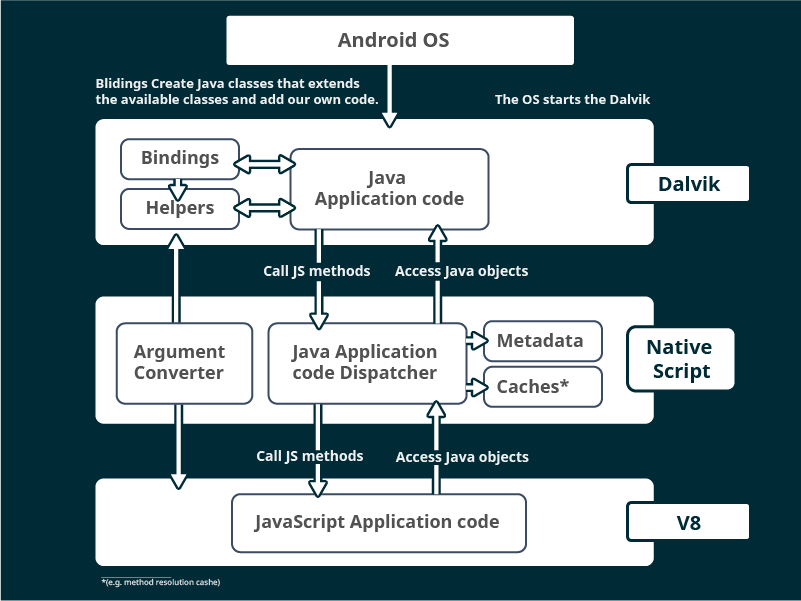 Android OS
Blidings Create Java classes that extends
the available classes and add our own code.
The OS starts the Dalvik
Bindings
Helpers
Java
Application code
Dalvik
Call JS methods
Access Java objects
Argument
Converter
Java Application
code Dispatcher
Metadata
Caches*
Native
Script
Call JS methods
Access Java objects
JavaScript Application code
V8
*(e.g. method resolution cashe)